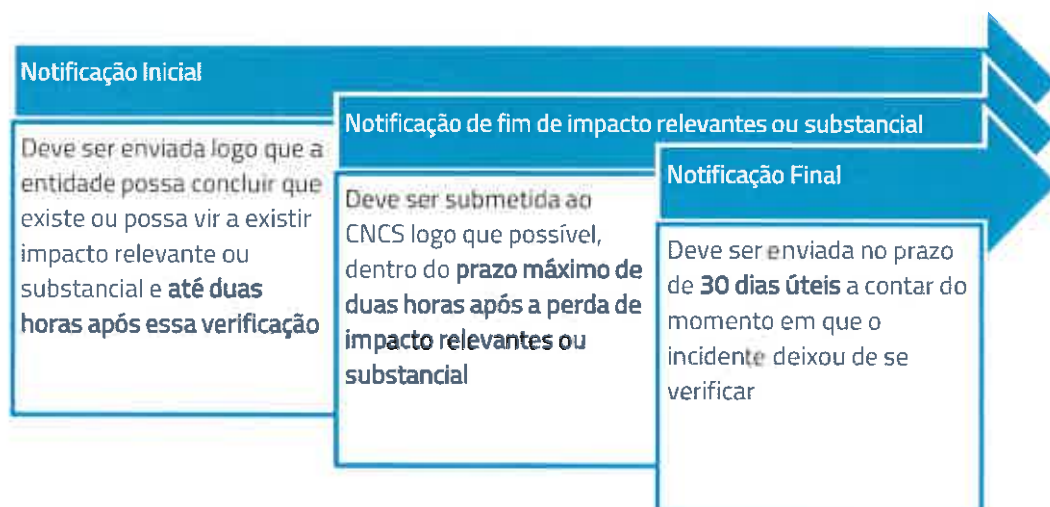 Notificação Inicial
Deve ser enviada logo que a
entidade possa concluir que
existe ou possa vir a existir
impacto relevante ou
substancial e até duas
horas após essa verificação
Notificação de fim de impacto relevantes ou substancial
Deve ser submetida ao
CNCS logo que possível,
dentro do prazo máximo de
duas horas após a perda de
impacto relevantes ou
substancial
Notificação Final
Deve ser enviada no prazo
de 30 dias úteis a contar do
momento em que o
incidente deixou de se
verificar